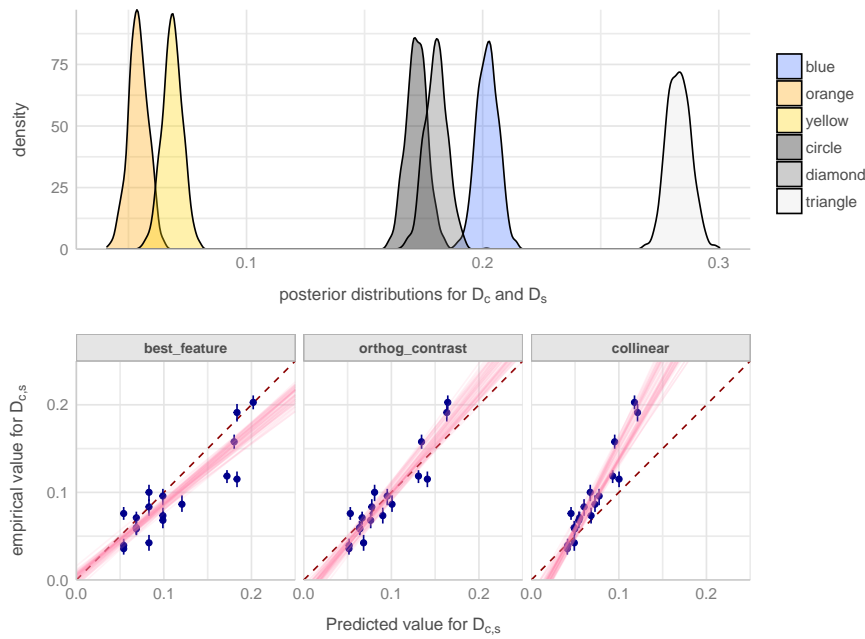 density
75
50
25
0
0.1
0.2
0.3
posterior distributions for D_c and D_s
blue
orange
yellow
circle
diamond
triangle
best_feature
orthog_contrast
collinear
empirical value for D_c,s
0.2
0.1
0.0
0.0
0.1
0.2
0.0
0.1
0.2
0.0
0.1
0.2
Predicted value for D_c,s